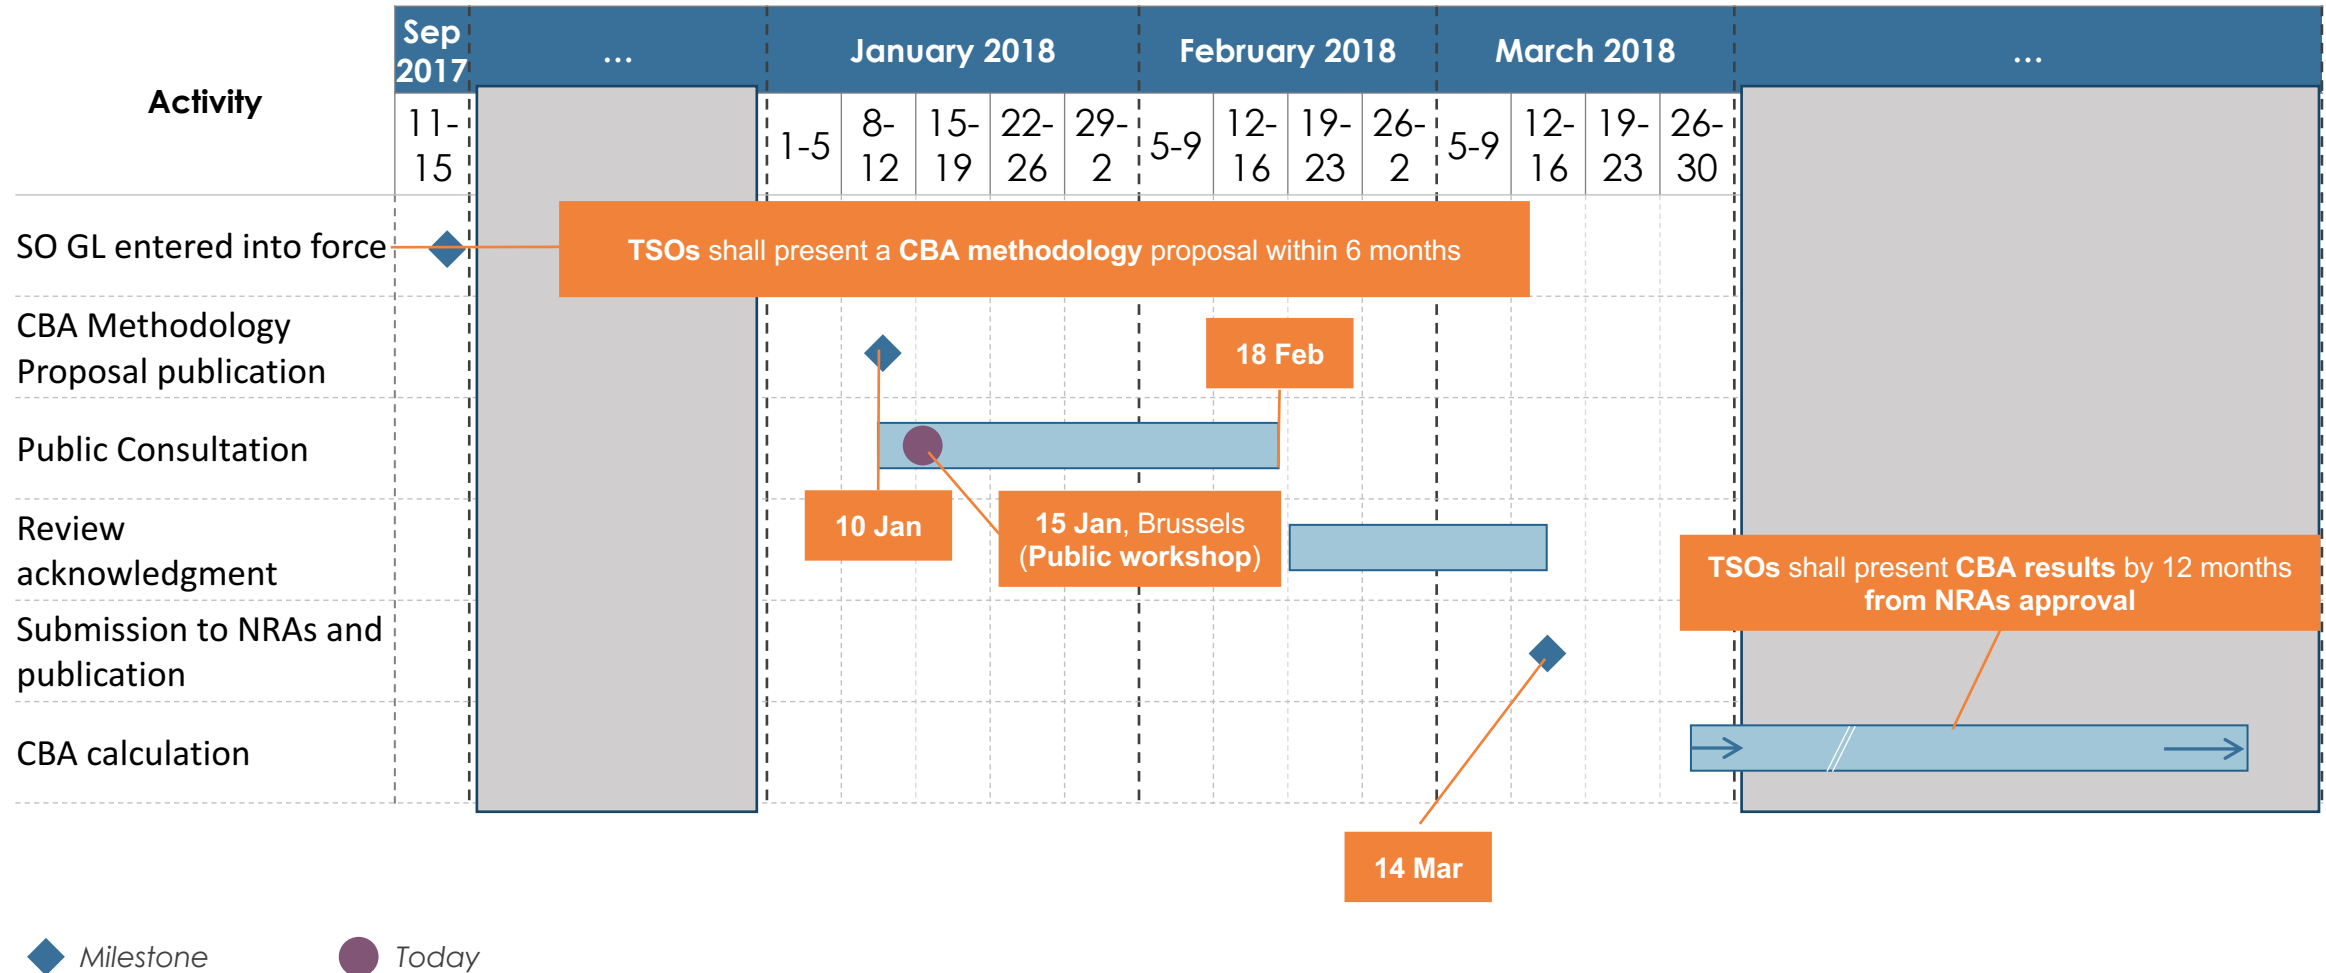 Activity
Sep
2017
...
January 2018
February 2018
March 2018
...
11-
15
1-5
8-
12
15-
19
22-
26
29-
2
5-9
12-
16
19-
23
26-
2
5-9
12-
16
19-
23
26-
30
SO GL entered into force
TSOs shall present a CBA methodology proposal within 6 months
CBA Methodology
Proposal publication
18 Feb
Public Consultation
10 Jan
15 Jan, Brussels
(Public workshop)
Review
acknowledgment
TSOs shall present CBA results by 12 months
from NRAs approval
Submission to NRAs and
publication
CBA calculation
14 Mar
Milestone
Today